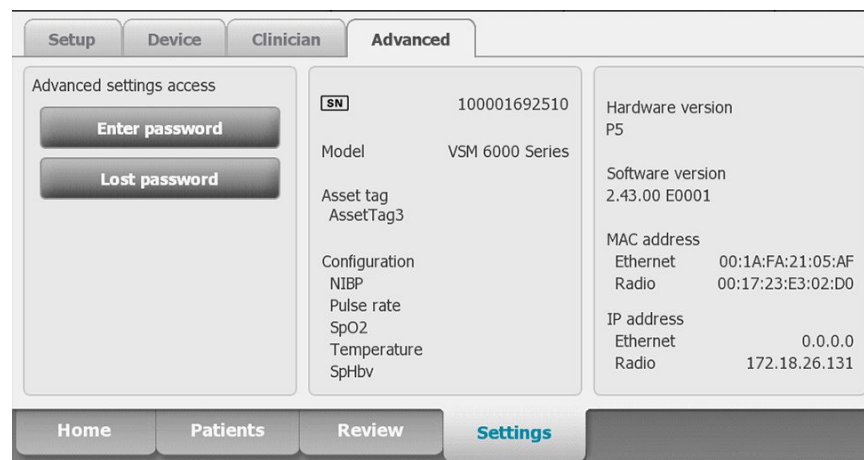 Setup Device Clinician Advanced
Advanced settings access
Enter password
Lost password
SN 100001692510
Model VSM 6000 Series
Asset tag
AssetTag3
Configuration
NIBP
Pulse rate
SpO2
Temperature
SpHbv
Hardware version
P5
Software version
2.43.00 E0001
MAC address
Ethernet 00:1A:FA:21:05:AF
Radio 00:17:23:E3:02:D0
IP address
Ethernet 0.0.0.0
Radio 172.18.26.131
Home Patients Review Settings